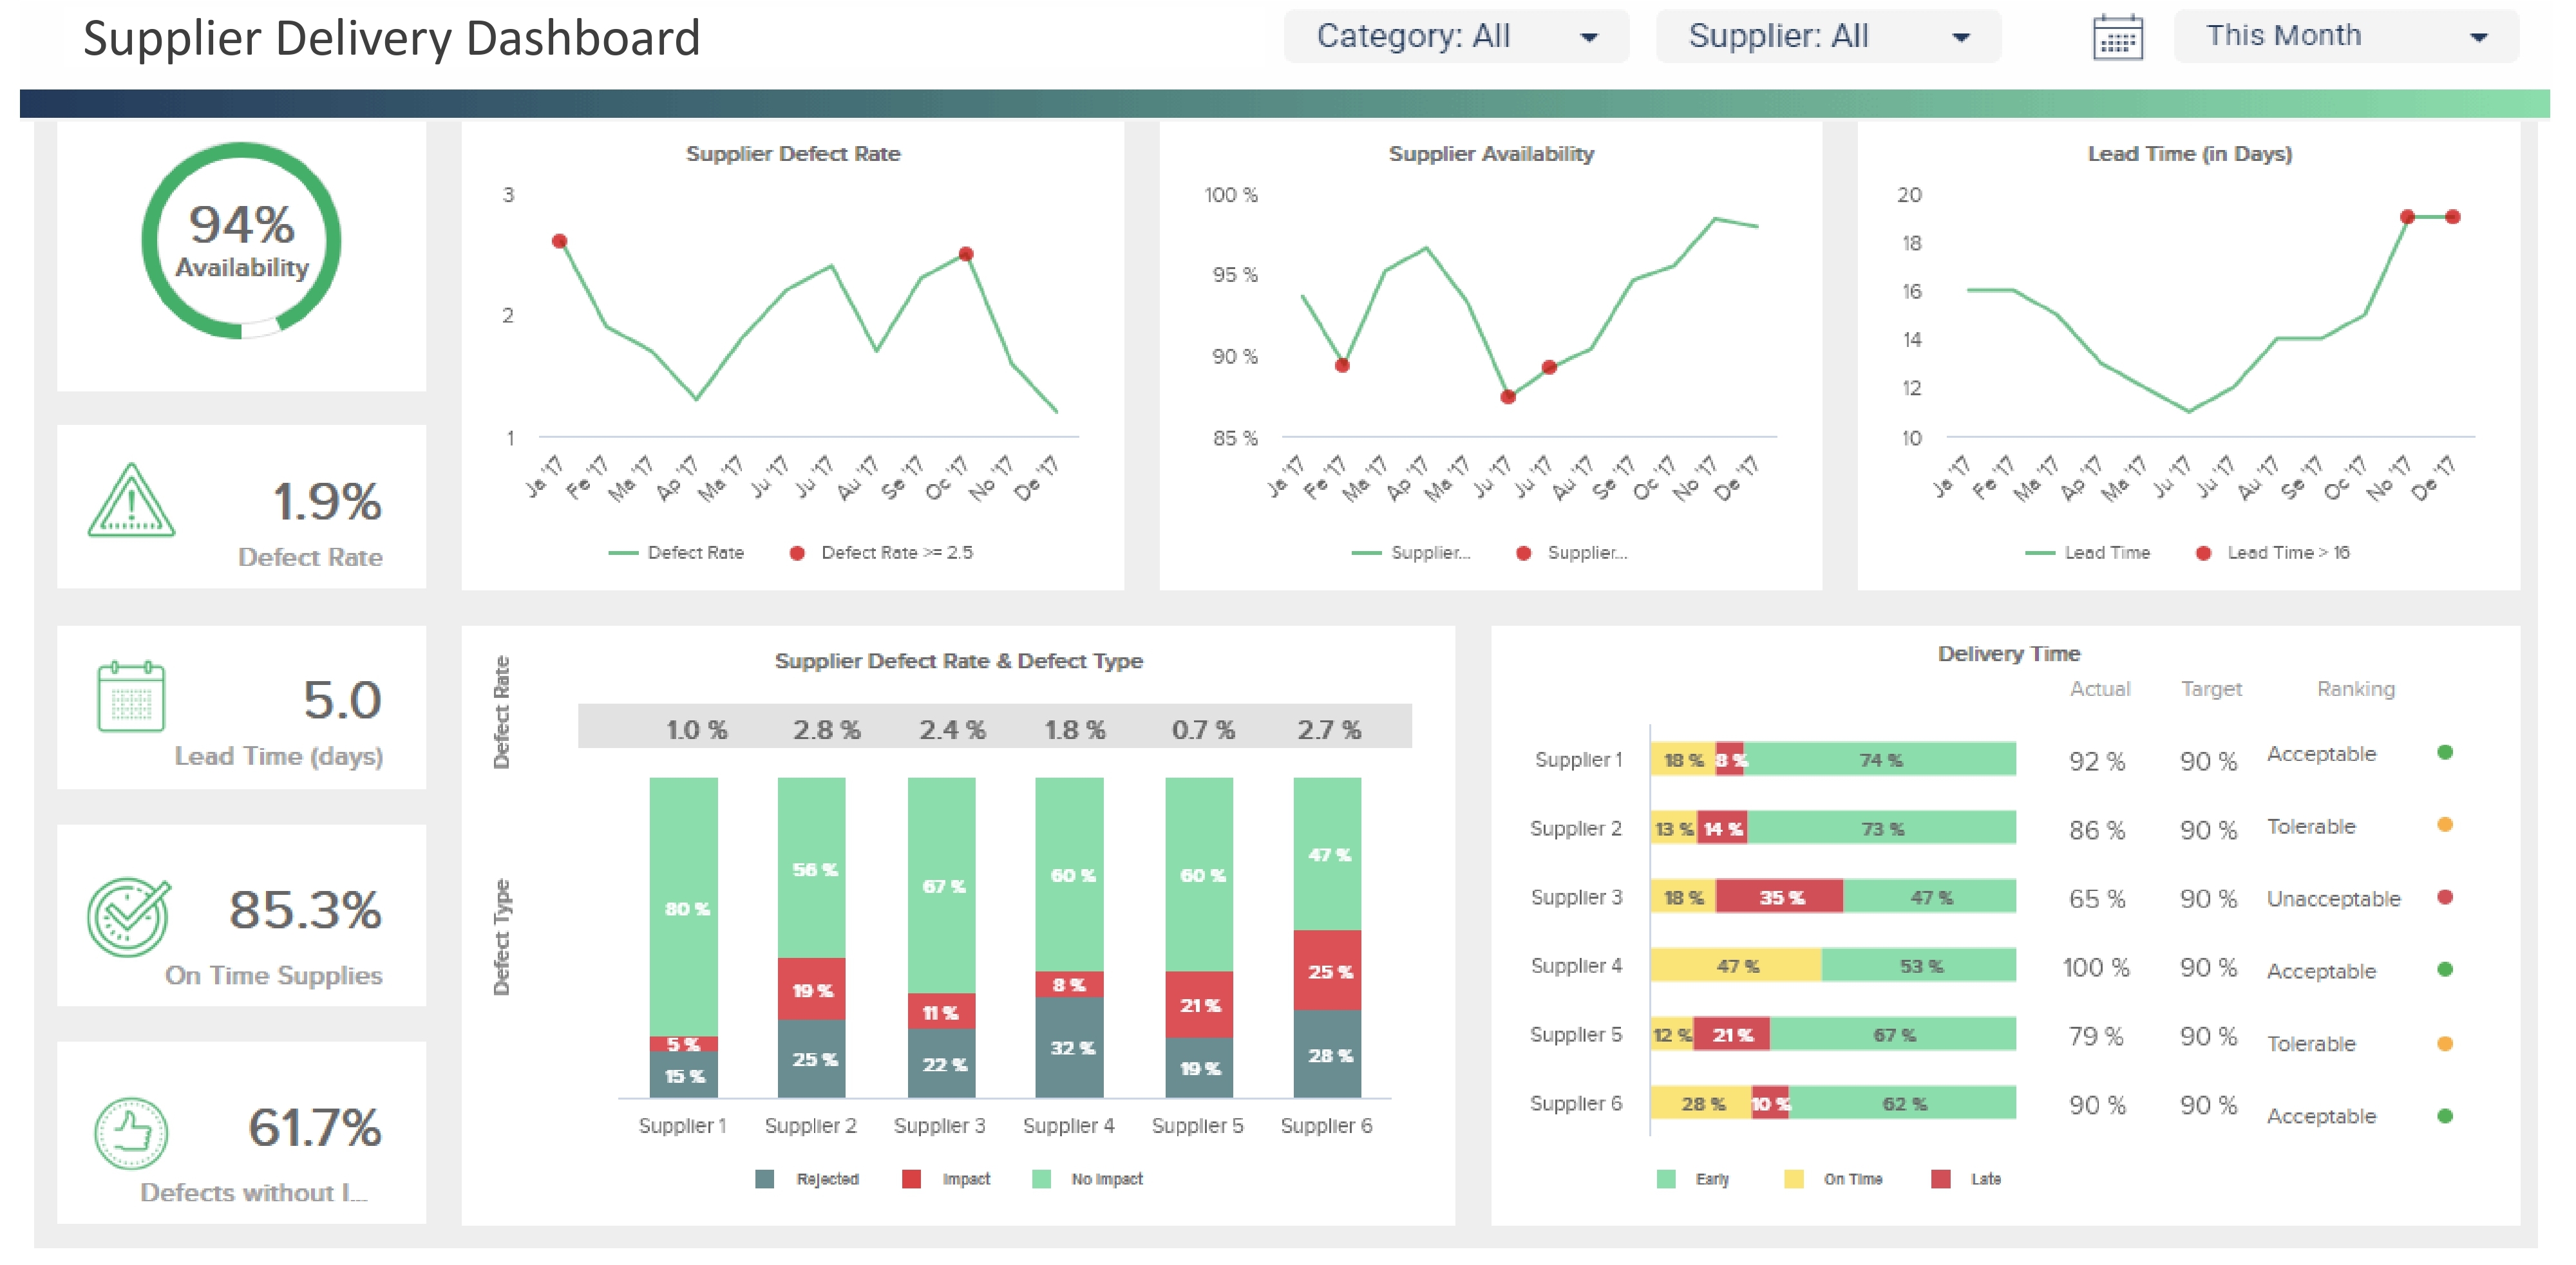 Supplier Delivery Dashboard
Category: All
Supplier: All
This Month
94%
Availability
1.9%
Defect Rate
5.0
Lead Time (days)
85.3%
On Time Supplies
61.7%
Defects without I...
Supplier Defect Rate
3
2
1
Ja '17 Fe '17 Ma '17 Ap '17 Ma '17 Ju '17 Ju '17 Au '17 Se '17 Oc '17 No '17 De '17
Defect Rate Defect Rate >= 2.5
Supplier Availability
100 %
95 %
90 %
85 %
Ja '17 Fe '17 Ma '17 Ap '17 Ma '17 Ju '17 Ju '17 Au '17 Se '17 Oc '17 No '17 De '17
Supplier... Supplier...
Lead Time (in Days)
20
18
16
14
12
10
Ja '17 Fe '17 Ma '17 Ap '17 Ma '17 Ju '17 Ju '17 Au '17 Se '17 Oc '17 No '17 De '17
Lead Time Lead Time > 16
Supplier Defect Rate & Defect Type
Defect Rate
1.0 % 2.8 % 2.4 % 1.8 % 0.7 % 2.7 %
Defect Type
80 % 56 % 67 % 60 % 60 % 47 %
5 % 19 % 11 % 8 % 21 % 25 %
15 % 25 % 22 % 32 % 19 % 28 %
Supplier 1 Supplier 2 Supplier 3 Supplier 4 Supplier 5 Supplier 6
Rejected Impact No Impact
Delivery Time
Actual Target Ranking
Supplier 1 18 % 8 % 74 % 92 % 90 % Acceptable
Supplier 2 13 % 14 % 73 % 86 % 90 % Tolerable
Supplier 3 18 % 35 % 47 % 65 % 90 % Unacceptable
Supplier 4 47 % 53 % 100 % 90 % Acceptable
Supplier 5 12 % 21 % 67 % 79 % 90 % Tolerable
Supplier 6 28 % 10 % 62 % 90 % 90 % Acceptable
Early On Time Late